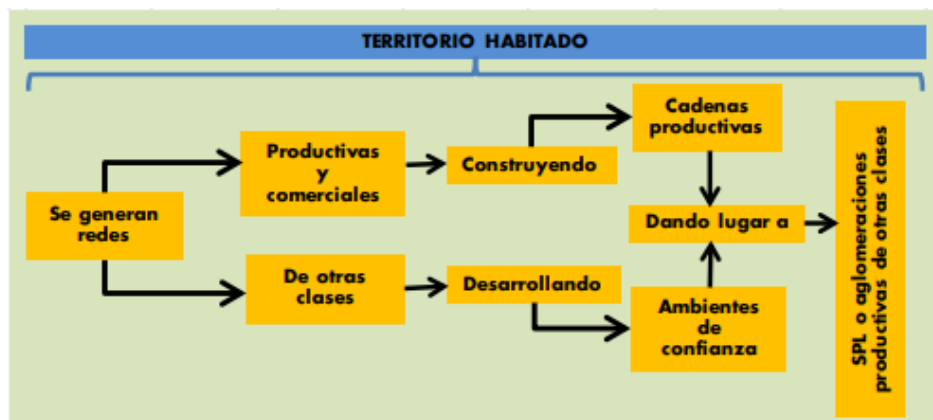 TERRITORIO HABITADO
Se generan
redes
Productivas
y
comerciales
Construyendo
Cadenas
productivas
De otras
clases
Desarrollando
Ambientes
de
confianza
Dando lugar a
SPL o aglomeraciones
productivas de otras clases